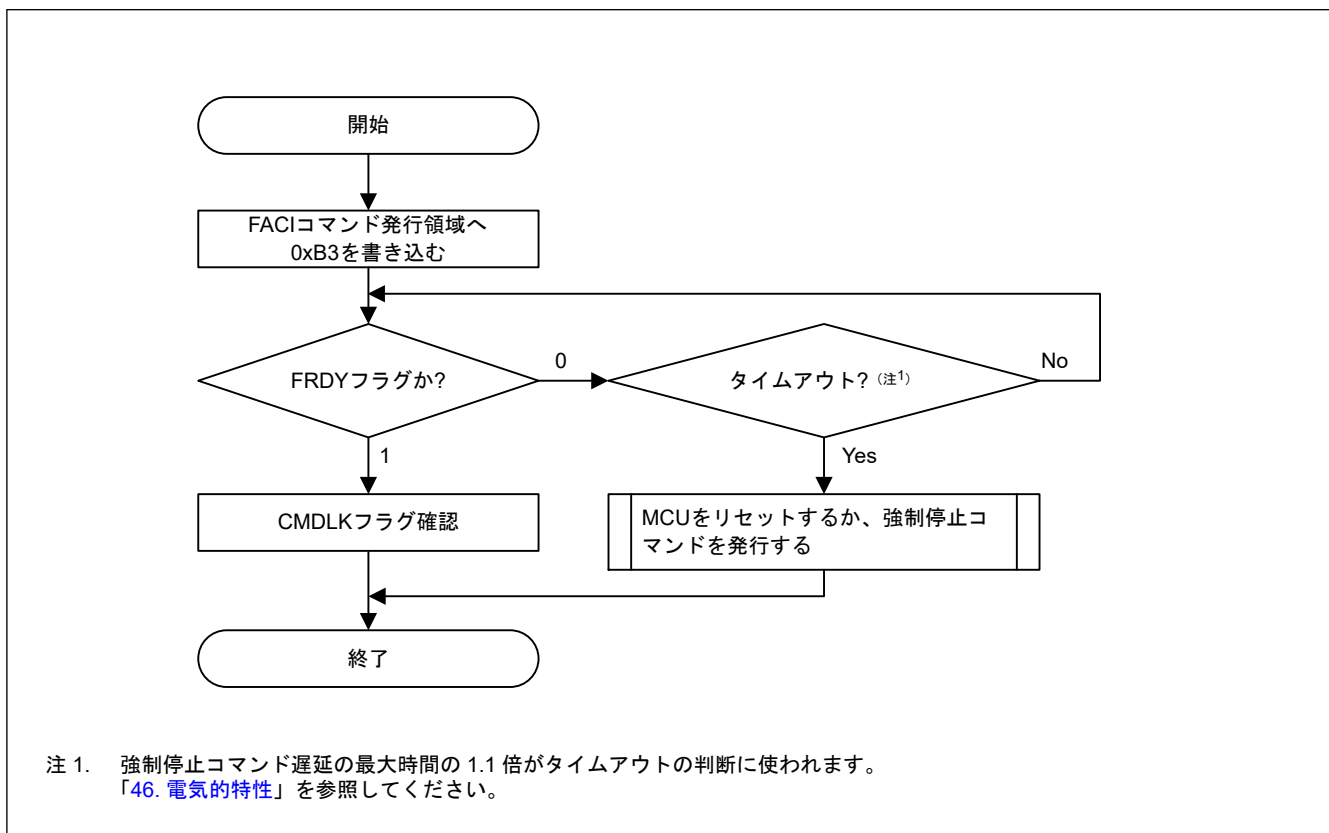 開始
FACIコマンド発行領域へ
0xB3を書き込む
FRDYフラグか?
0
タイムアウト?（注1）
No
1
Yes
CMDLKフラグ確認
MCUをリセットするか、強制停止コ
マンドを発行する
終了
注 1. 強制停止コマンド遅延の最大時間の 1.1 倍がタイムアウトの判断に使われます。
「46. 電気的特性」を参照してください。